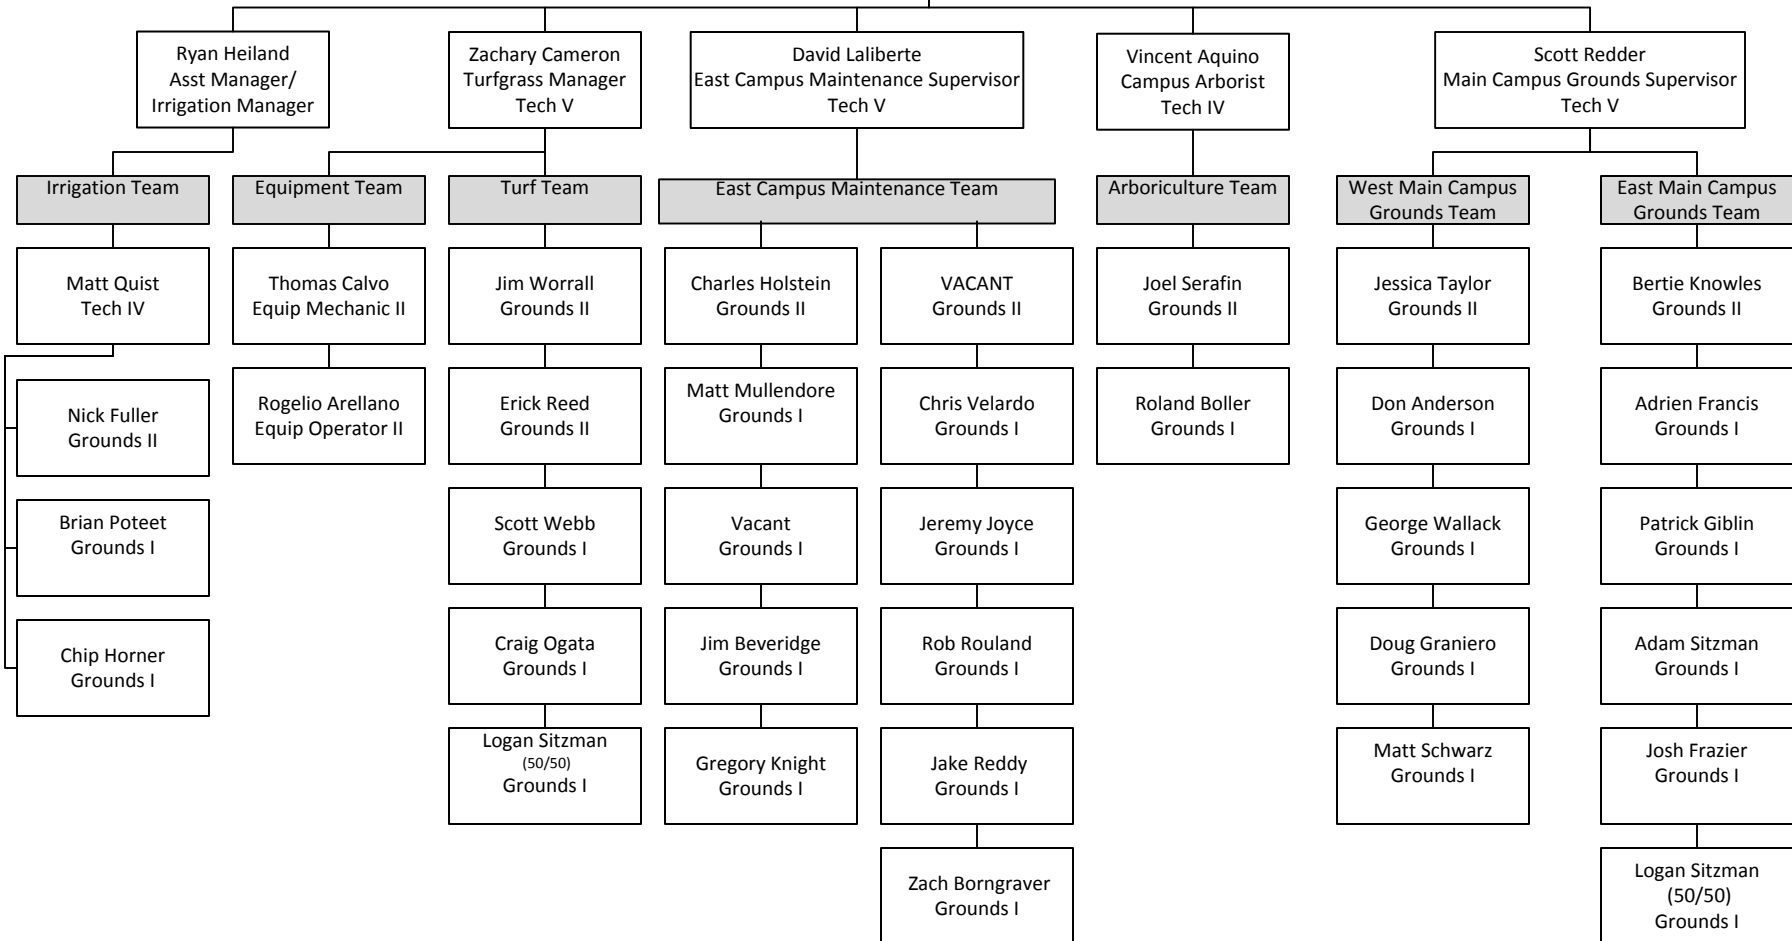 Ryan Heiland
Asst Manager/
Irrigation Manager
Zachary Cameron
Turfgrass Manager
Tech V
David Laliberte
East Campus Maintenance Supervisor
Tech V
Vincent Aquino
Campus Arborist
Tech IV
Scott Redder
Main Campus Grounds Supervisor
Tech V
Irrigation Team
Equipment Team
Turf Team
East Campus Maintenance Team
Arboriculture Team
West Main Campus
Grounds Team
East Main Campus
Grounds Team
Matt Quist
Tech IV
Thomas Calvo
Equip Mechanic II
Jim Worrall
Grounds II
Charles Holstein
Grounds II
VACANT
Grounds II
Joel Serafin
Grounds II
Jessica Taylor
Grounds II
Bertie Knowles
Grounds II
Nick Fuller
Grounds II
Rogelio Arellano
Equip Operator II
Erick Reed
Grounds II
Matt Mullendore
Grounds I
Chris Velardo
Grounds I
Roland Boller
Grounds I
Don Anderson
Grounds I
Adrien Francis
Grounds I
Brian Poteet
Grounds I
Scott Webb
Grounds I
Vacant
Grounds I
Jeremy Joyce
Grounds I
George Wallack
Grounds I
Patrick Giblin
Grounds I
Chip Horner
Grounds I
Craig Ogata
Grounds I
Jim Beveridge
Grounds I
Rob Rouland
Grounds I
Doug Graniero
Grounds I
Adam Sitzman
Grounds I
Logan Sitzman
(50/50)
Grounds I
Gregory Knight
Grounds I
Jake Reddy
Grounds I
Matt Schwarz
Grounds I
Josh Frazier
Grounds I
Zach Borngraver
Grounds I
Logan Sitzman
(50/50)
Grounds I